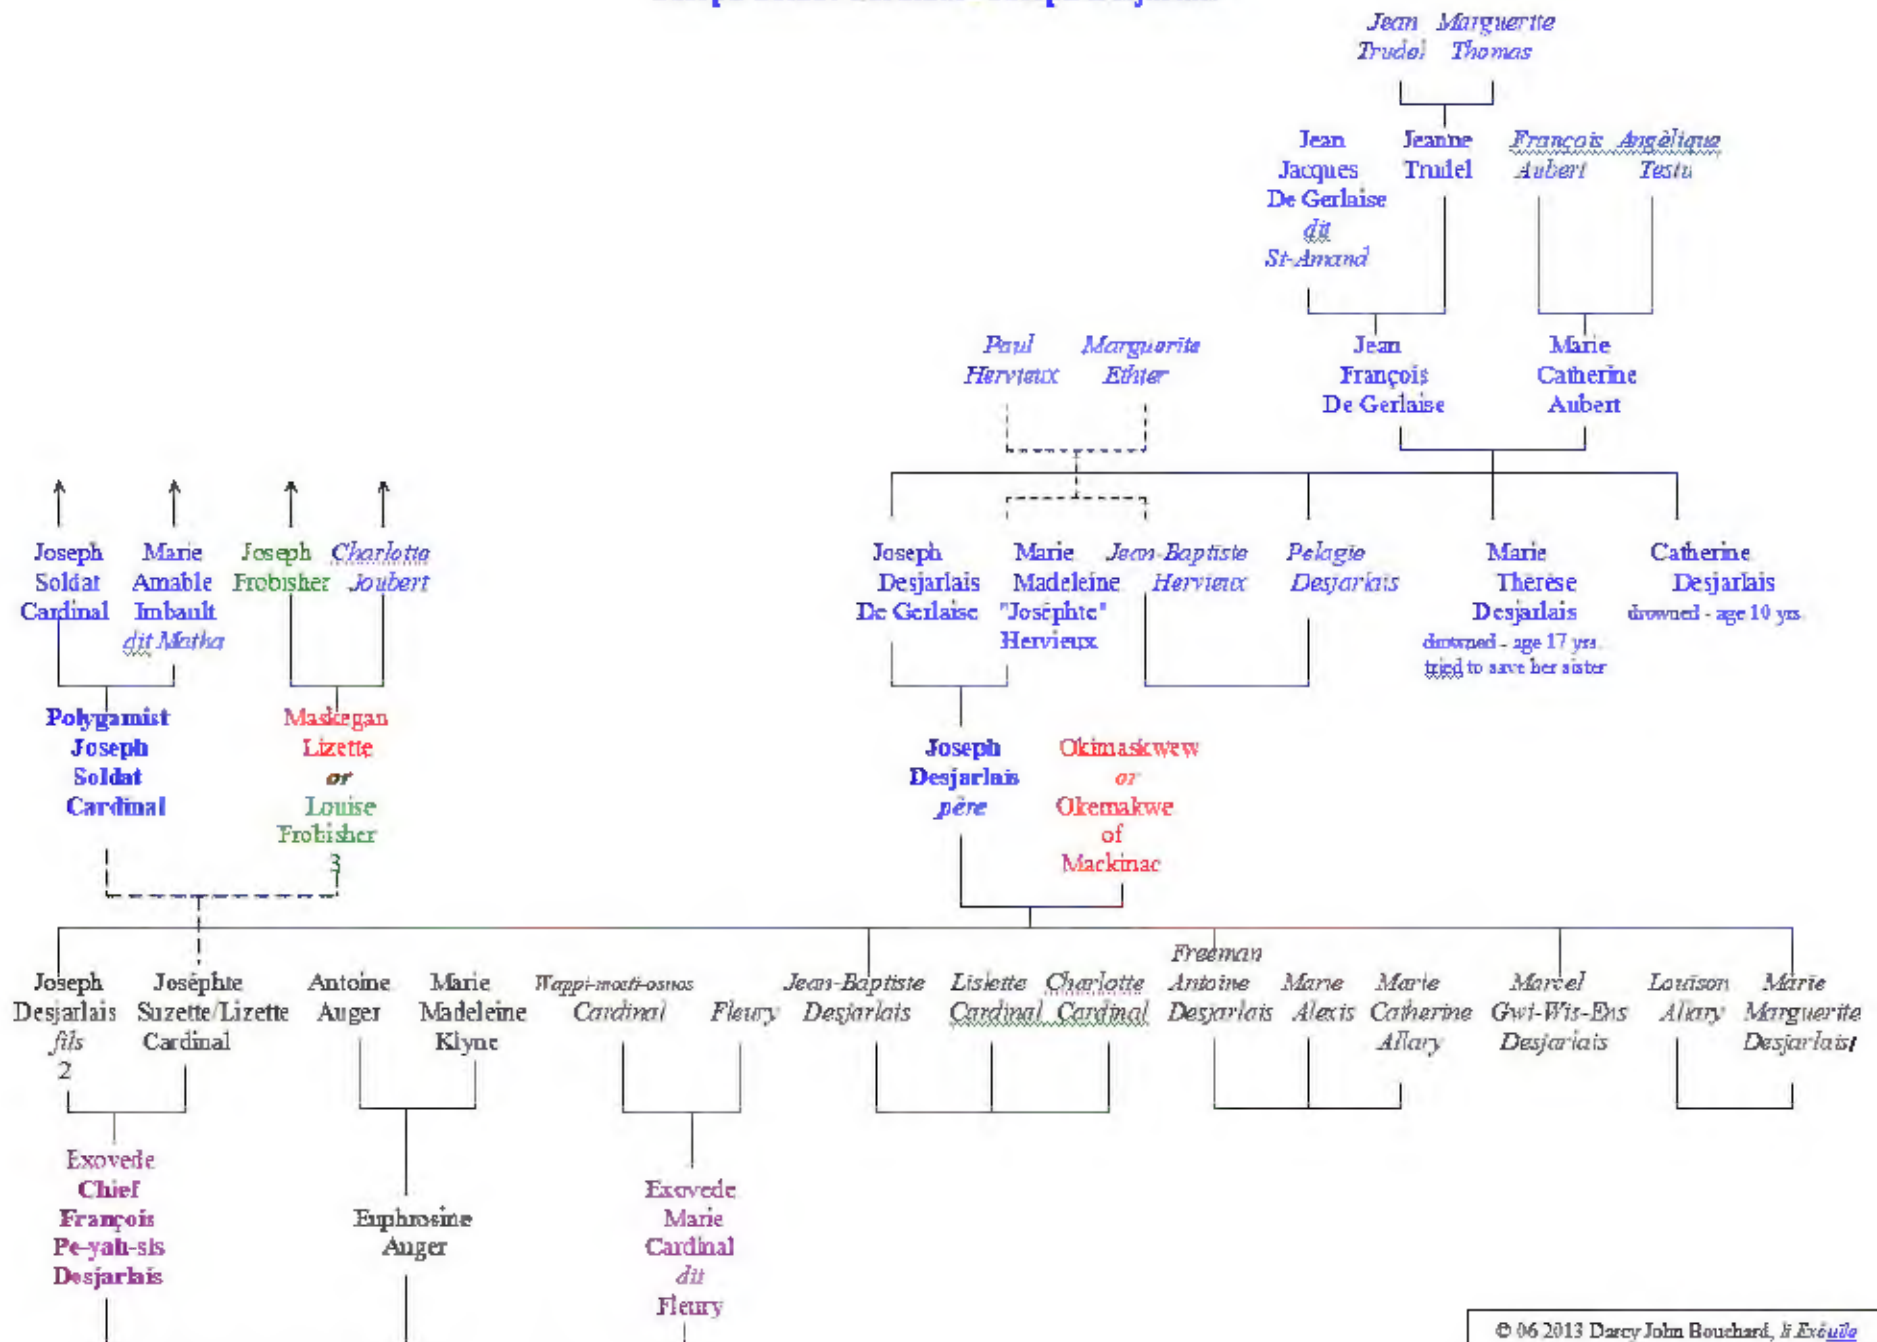 Jean Marguerite
Trudel Thomas
Jean
Jacques
De Gerlaise
dit
St-Amand
Jeanne
Trudel
François Angèlique
Aubert Testu
Paul
Hervieux
Marguerite
Ethier
Jean
François
De Gerlaise
Marie
Catherine
Aubert
Joseph
Soldat
Cardinal
Marie
Amable
Imbault
dit Matha
Joseph
Frobisher
Charlotte
Joubert
Joseph
Desjarlais
De Gerlaise
Marie
Madeleine
"Josèphte"
Hervieux
Jean-Baptiste
Hervieux
Pelagie
Desjarlais
Marie
Therèse
Desjarlais
drowned - age 17 yrs.
tried to save her sister
Catherine
Desjarlais
drowned - age 10 yrs.
Polygamist
Joseph
Soldat
Cardinal
Maskegan
Lizette
or
Louise
Frobisher
3
Joseph
Desjarlais
père
Okimaskwew
or
Okemakwe
of
Mackinac
Joseph
Desjarlais
fils
2
Josèphte
Suzette/Lizette
Cardinal
Antoine
Auger
Marie
Madeleine
Klyne
Cardinal
Fleury
Jean-Baptiste
Desjarlais
Lislette
Cardinal
Charlotte
Cardinal
Freeman
Antoine
Desjarlais
Marie
Alexis
Marie
Catherine
Allary
Marcel
Gwi-Wis-Ens
Desjarlais
Louison
Allary
Marie
Marguerite
Desjarlais
Exovede
Chief
François
Pe-yah-sis
Desjarlais
Euphrosine
Auger
Exovede
Marie
Cardinal
dit
Fleury
© 06 2013 Darcy John Bouchard, li